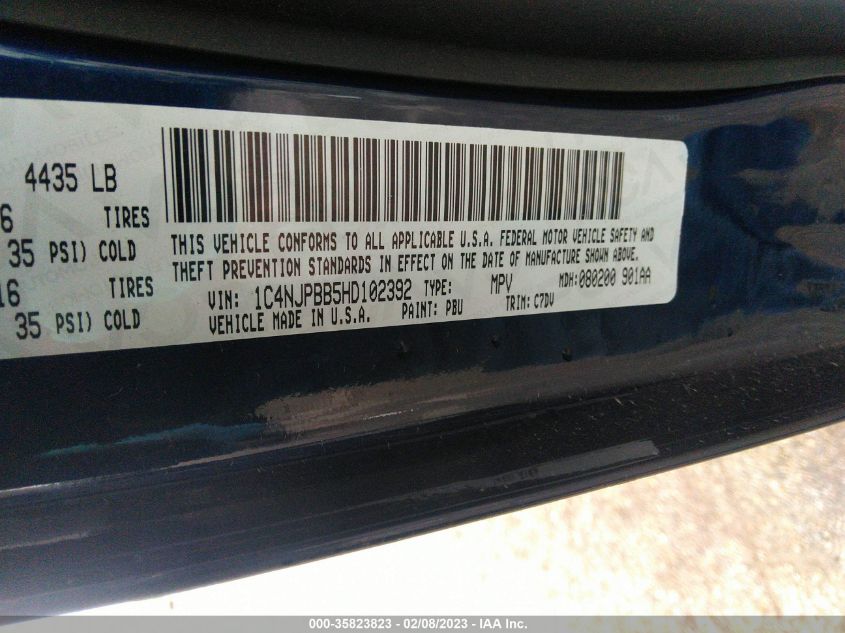 4435 LB
6 TIRES
35 PSI) COLD
16 TIRES
35 PSI) COLD
THIS VEHICLE CONFORMS TO ALL APPLICABLE U.S.A. FEDERAL MOTOR VEHICLE SAFETY AND
THEFT PREVENTION STANDARDS IN EFFECT ON THE DATE OF MANUFACTURE SHOWN ABOVE.
VIN: 1C4NJPBB5HD102392 TYPE: MPV MDH:080200 901AA
VEHICLE MADE IN U.S.A. PAINT: PBU TRIM: C7DV
000-35823823 - 02/08/2023 - IAA Inc.